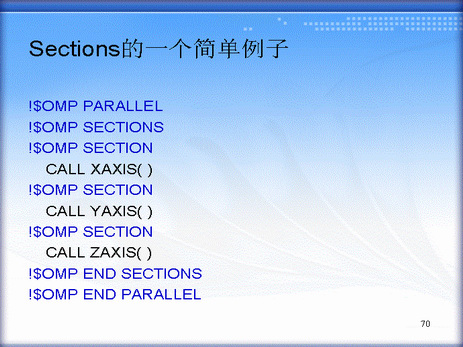 Sections的一个简单例子
!$OMP PARALLEL
!$OMP SECTIONS
!$OMP SECTION
CALL XAXIS( )
!$OMP SECTION
CALL YAXIS( )
!$OMP SECTION
CALL ZAXIS( )
!$OMP END SECTIONS
!$OMP END PARALLEL
70